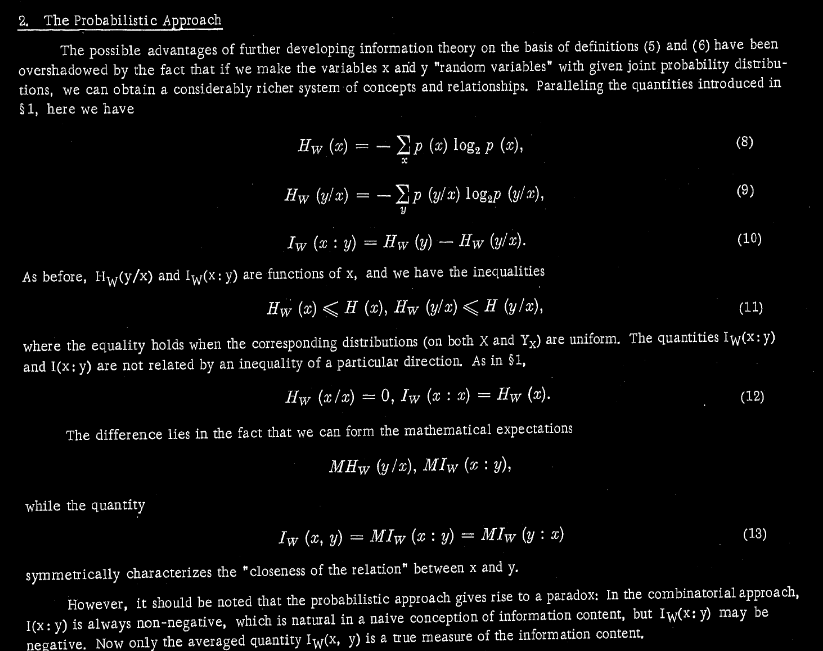 2. The Probabilistic Approach
The possible advantages of further developing information theory on the basis of definitions (5) and (6) have been
overshadowed by the fact that if we make the variables x and y "random variables" with given joint probability distribu-
tions, we can obtain a considerably richer system of concepts and relationships. Paralleling the quantities introduced in
§1, here we have
H_W (x) = − ∑_x p (x) log₂ p (x), (8)
H_W (y/x) = − ∑_y p (y/x) log₂p (y/x), (9)
I_W (x : y) = H_W (y) − H_W (y/x). (10)
As before, H_W(y/x) and I_W(x:y) are functions of x, and we have the inequalities
H_W (x) ⩽ H (x), H_W (y/x) ⩽ H (y/x), (11)
where the equality holds when the corresponding distributions (on both X and Y_x) are uniform. The quantities I_W(x:y)
and I(x:y) are not related by an inequality of a particular direction. As in §1,
H_W (x/x) = 0, I_W (x : x) = H_W (x). (12)
The difference lies in the fact that we can form the mathematical expectations
MH_W (y/x), MI_W (x : y),
while the quantity
I_W (x, y) = MI_W (x : y) = MI_W (y : x) (13)
symmetrically characterizes the "closeness of the relation" between x and y.
However, it should be noted that the probabilistic approach gives rise to a paradox: In the combinatorial approach,
I(x:y) is always non-negative, which is natural in a naive conception of information content, but I_W(x:y) may be
negative. Now only the averaged quantity I_W(x, y) is a true measure of the information content.